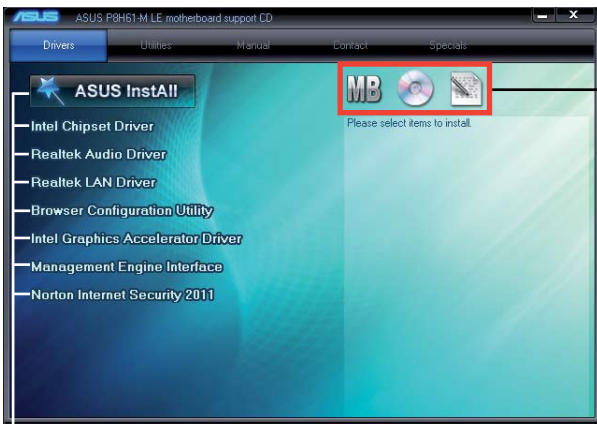 ASUS ASUS P8H61-M LE motherboard support CD
Drivers Utilities Manual Contact Specials
ASUS InstAll
MB
Please select items to install.
Intel Chipset Driver
Realtek Audio Driver
Realtek LAN Driver
Browser Configuration Utility
Intel Graphics Accelerator Driver
Management Engine Interface
Norton Internet Security 2011